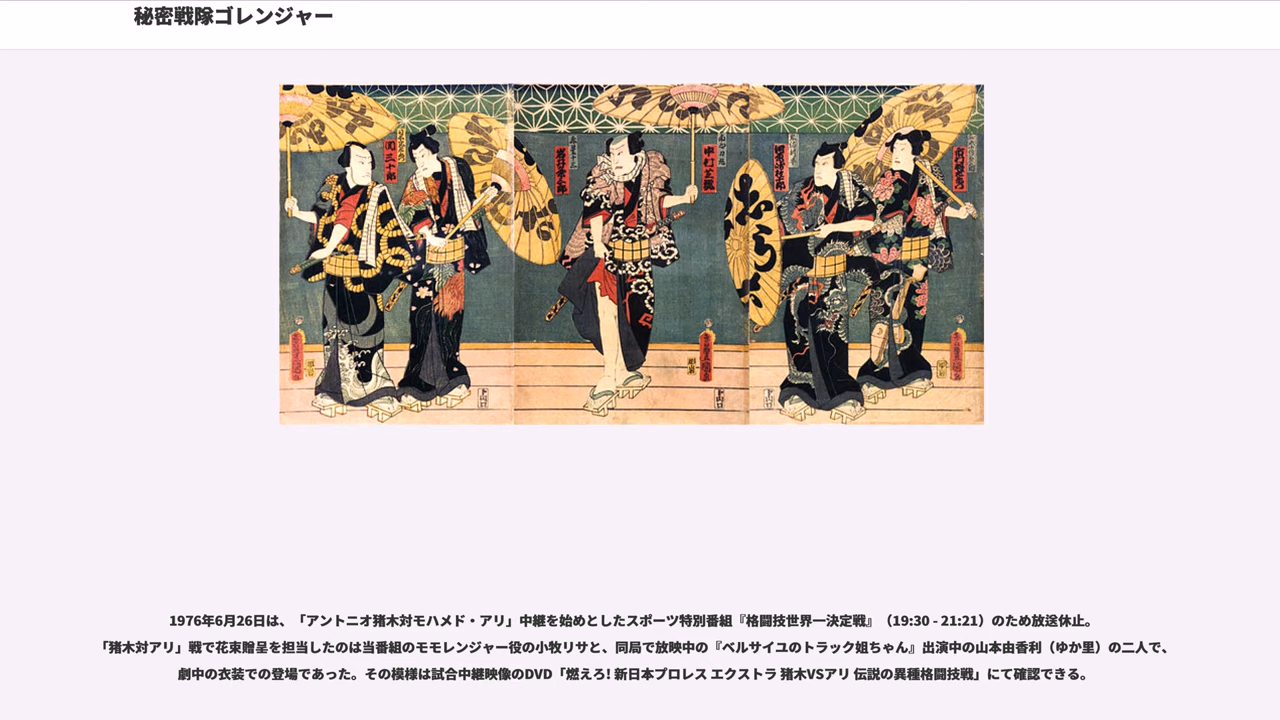 秘密戦隊ゴレンジャー
関三十郎
中村芝翫
1976年6月26日は、「アントニオ猪木対モハメド・アリ」中継を始めとしたスポーツ特別番組『格闘技世界一決定戦』（19:30 - 21:21）のため放送休止。
「猪木対アリ」戦で花束贈呈を担当したのは当番組のモモレンジャー役の小牧リサと、同局で放映中の『ベルサイユのトラック姐ちゃん』出演中の山本由香利（ゆか里）の二人で、
劇中の衣装での登場であった。その模様は試合中継映像のDVD「燃えろ! 新日本プロレス エクストラ 猪木VSアリ 伝説の異種格闘技戦」にて確認できる。